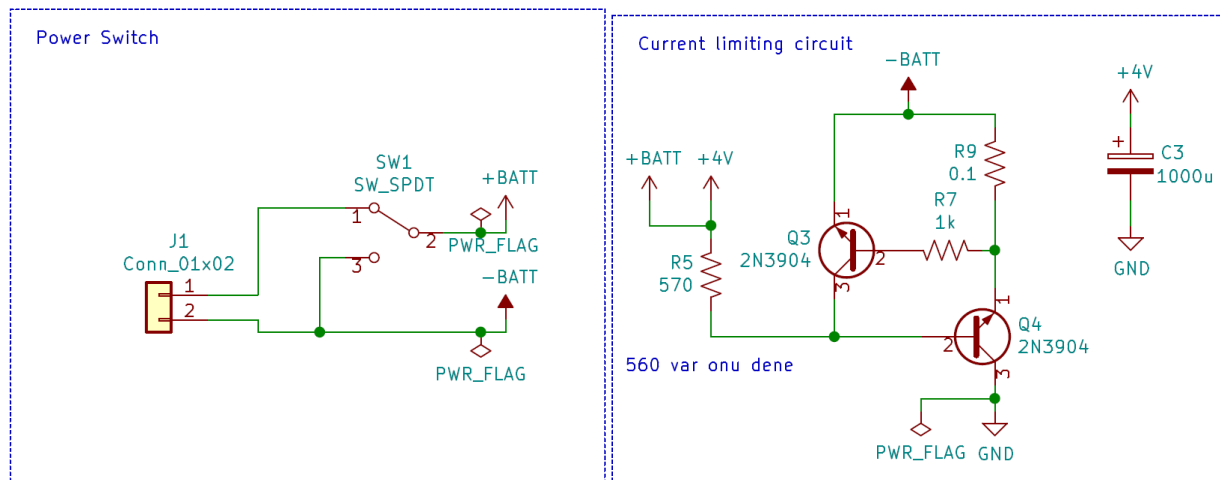 Power Switch
SW1
SW_SPDT
1
2
3
+BATT
PWR_FLAG
J1
Conn_01x02
1
2
-BATT
PWR_FLAG
Current limiting circuit
-BATT
+BATT
+4V
R9
0.1
R7
1k
Q3
2N3904
1
2
3
R5
570
1
Q4
2N3904
2
3
560 var onu dene
PWR_FLAG
GND
+4V
+
C3
1000u
GND